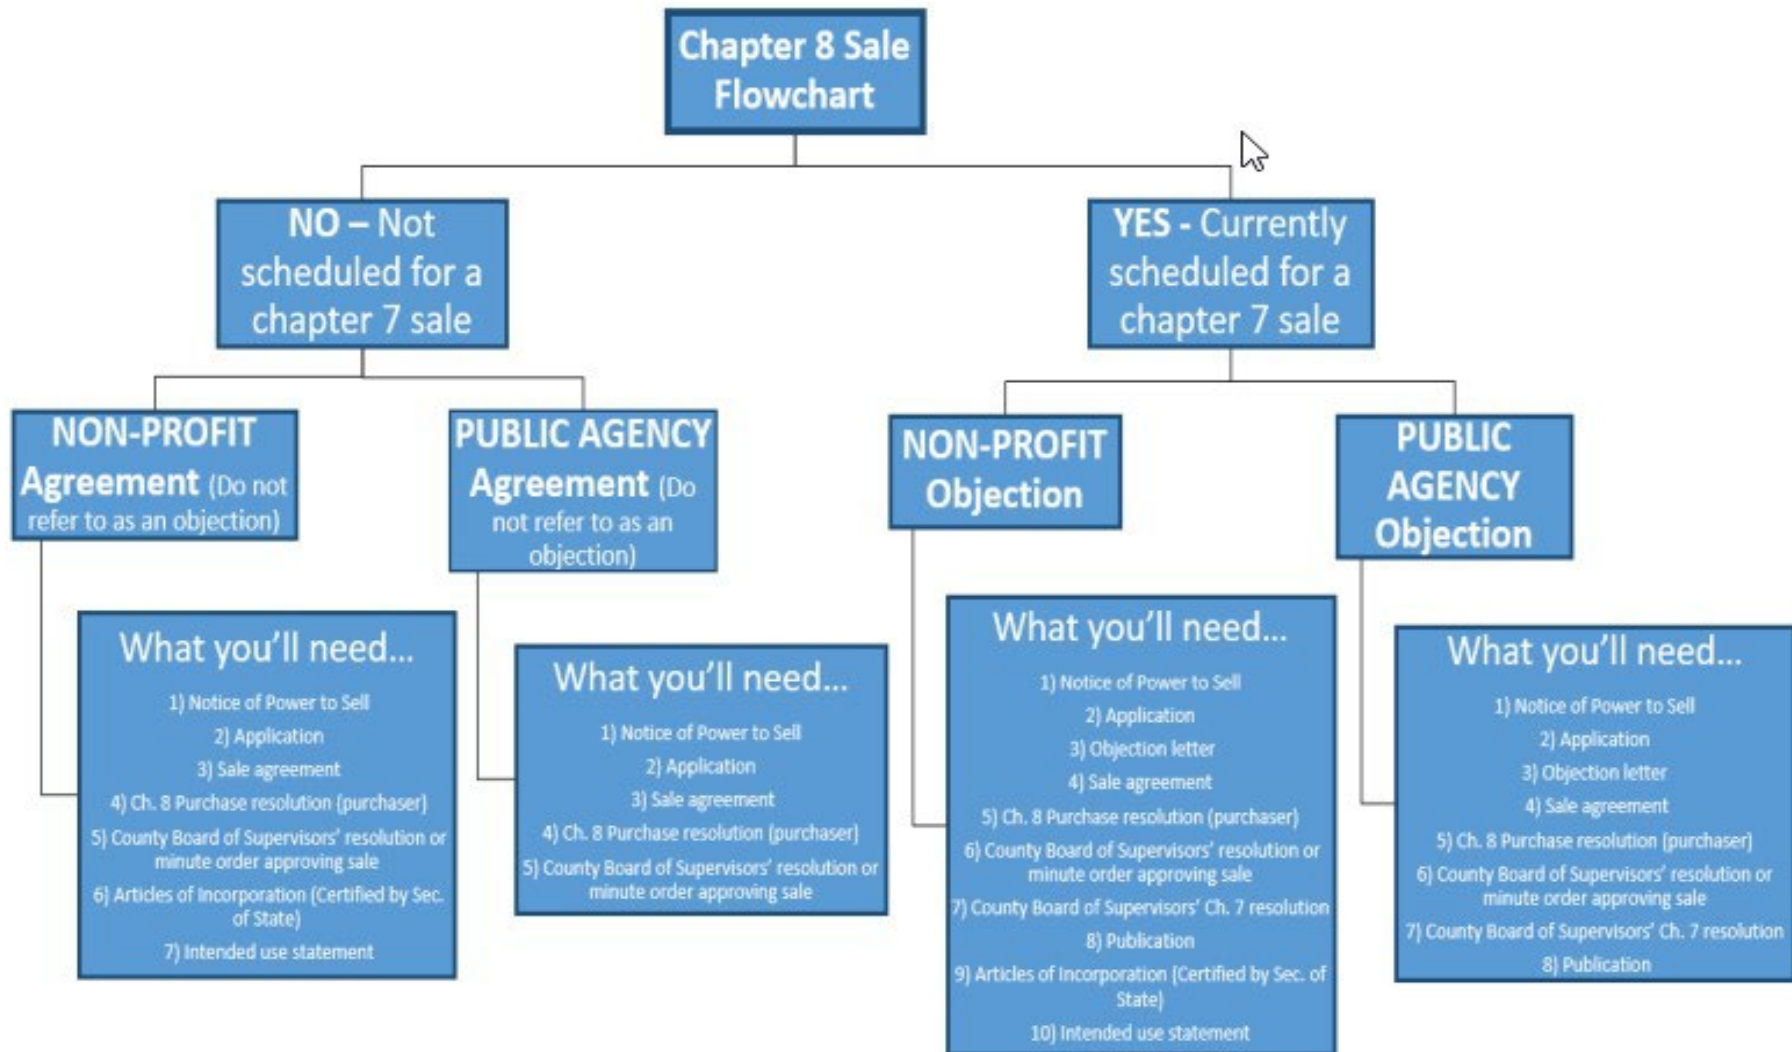 Chapter 8 Sale
Flowchart
NO – Not
scheduled for a
chapter 7 sale
YES - Currently
scheduled for a
chapter 7 sale
NON-PROFIT
Agreement (Do not
refer to as an objection)
PUBLIC AGENCY
Agreement (Do
not refer to as an
objection)
NON-PROFIT
Objection
PUBLIC
AGENCY
Objection
What you'll need...
1) Notice of Power to Sell
2) Application
3) Sale agreement
4) Ch. 8 Purchase resolution (purchaser)
5) County Board of Supervisors' resolution or
minute order approving sale
6) Articles of Incorporation (Certified by Sec.
of State)
7) Intended use statement
What you'll need...
1) Notice of Power to Sell
2) Application
3) Sale agreement
4) Ch. 8 Purchase resolution (purchaser)
5) County Board of Supervisors' resolution or
minute order approving sale
What you'll need...
1) Notice of Power to Sell
2) Application
3) Objection letter
4) Sale agreement
5) Ch. 8 Purchase resolution (purchaser)
6) County Board of Supervisors' resolution or
minute order approving sale
7) County Board of Supervisors' Ch. 7 resolution
8) Publication
9) Articles of Incorporation (Certified by Sec. of
State)
10) Intended use statement
What you'll need...
1) Notice of Power to Sell
2) Application
3) Objection letter
4) Sale agreement
5) Ch. 8 Purchase resolution (purchaser)
6) County Board of Supervisors' resolution or
minute order approving sale
7) County Board of Supervisors' Ch. 7 resolution
8) Publication